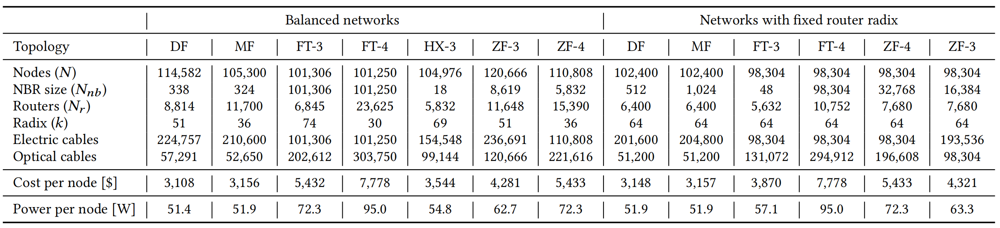 Balanced networks Networks with fixed router radix
Topology DF MF FT-3 FT-4 HX-3 ZF-3 ZF-4 DF MF FT-3 FT-4 ZF-4 ZF-3
Nodes (N) 114,582 105,300 101,306 101,250 104,976 120,666 110,808 102,400 102,400 98,304 98,304 98,304 98,304
NBR size (Nnb) 338 324 101,306 101,250 18 8,619 5,832 512 1,024 48 98,304 32,768 16,384
Routers (Nr) 8,814 11,700 6,845 23,625 5,832 11,648 15,390 6,400 6,400 5,632 10,752 7,680 7,680
Radix (k) 51 36 74 30 69 51 36 64 64 64 64 64 64
Electric cables 224,757 210,600 101,306 101,250 154,548 236,691 110,808 201,600 204,800 98,304 98,304 98,304 193,536
Optical cables 57,291 52,650 202,612 303,750 99,144 120,666 221,616 51,200 51,200 131,072 294,912 196,608 98,304
Cost per node [$] 3,108 3,156 5,432 7,778 3,544 4,281 5,433 3,148 3,157 3,870 7,778 5,433 4,321
Power per node [W] 51.4 51.9 72.3 95.0 54.8 62.7 72.3 51.9 51.9 57.1 95.0 72.3 63.3